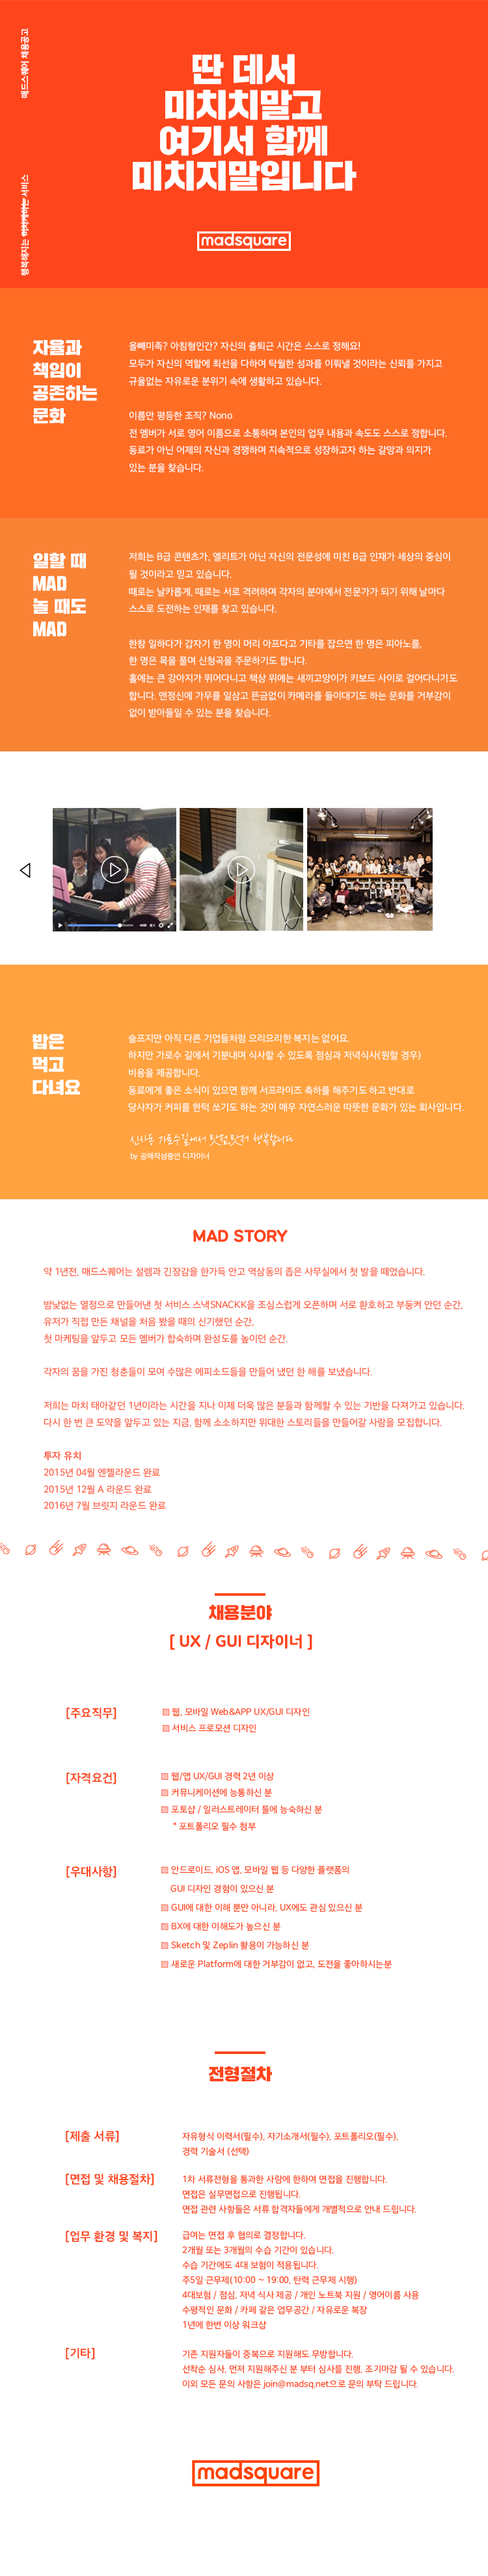 매드스퀘어 채용공고
행복해지는 미치게하는 서비스
딴 데서
미치치말고
여기서 함께
미치지말입니다
madsquare
자율과
책임이
공존하는
문화
올빼미족? 아침형인간? 자신의 출퇴근 시간은 스스로 정해요!
모두가 자신의 역할에 최선을 다하여 탁월한 성과를 이뤄낼 것이라는 신뢰를 가지고
규율없는 자유로운 분위기 속에 생활하고 있습니다.
이름만 평등한 조직? Nono
전 멤버가 서로 영어 이름으로 소통하며 본인의 업무 내용과 속도도 스스로 정합니다.
동료가 아닌 어제의 자신과 경쟁하며 지속적으로 성장하고자 하는 갈망과 의지가
있는 분을 찾습니다.
일할 때
MAD
놀 때도
MAD
저희는 B급 콘텐츠가, 엘리트가 아닌 자신의 전문성에 미친 B급 인재가 세상의 중심이
될 것이라고 믿고 있습니다.
때로는 날카롭게, 때로는 서로 격려하며 각자의 분야에서 전문가가 되기 위해 날마다
스스로 도전하는 인재를 찾고 있습니다.
한창 일하다가 갑자기 한 명이 머리 아프다고 기타를 잡으면 한 명은 피아노를,
한 명은 목을 풀며 신청곡을 주문하기도 합니다.
홀에는 큰 강아지가 뛰어다니고 책상 위에는 새끼고양이가 키보드 사이로 걸어다니기도
합니다. 맨정신에 가무를 일삼고 뜬금없이 카메라를 들이대기도 하는 문화를 거부감이
없이 받아들일 수 있는 분을 찾습니다.
밥은
먹고
다녀요
슬프지만 아직 다른 기업들처럼 으리으리한 복지는 없어요.
하지만 가로수 길에서 기분내며 식사할 수 있도록 점심과 저녁식사(원할 경우)
비용을 제공합니다.
동료에게 좋은 소식이 있으면 함께 서프라이즈 축하를 해주기도 하고 반대로
당사자가 커피를 한턱 쏘기도 하는 것이 매우 자연스러운 따뜻한 문화가 있는 회사입니다.
신사동 가로수길에서 맛점,맛저 행복합니다
by 공채작성중인 디자이너
MAD STORY
약 1년전, 매드스퀘어는 설렘과 긴장감을 한가득 안고 역삼동의 좁은 사무실에서 첫 발을 떼었습니다.
밤낮없는 열정으로 만들어낸 첫 서비스 스낵SNACKK을 조심스럽게 오픈하며 서로 환호하고 부둥켜 안던 순간,
유저가 직접 만든 채널을 처음 봤을 때의 신기했던 순간,
첫 마케팅을 앞두고 모든 멤버가 합숙하며 완성도를 높이던 순간.
각자의 꿈을 가진 청춘들이 모여 수많은 에피소드들을 만들어 냈던 한 해를 보냈습니다.
저희는 마치 태아같던 1년이라는 시간을 지나 이제 더욱 많은 분들과 함께할 수 있는 기반을 다져가고 있습니다.
다시 한 번 큰 도약을 앞두고 있는 지금, 함께 소소하지만 위대한 스토리들을 만들어갈 사람을 모집합니다.
투자 유치
2015년 04월 엔젤라운드 완료
2015년 12월 A 라운드 완료
2016년 7월 브릿지 라운드 완료
채용분야
[ UX / GUI 디자이너 ]
[주요직무]
▨ 웹, 모바일 Web&APP UX/GUI 디자인
▨ 서비스 프로모션 디자인
[자격요건]
▨ 웹/앱 UX/GUI 경력 2년 이상
▨ 커뮤니케이션에 능통하신 분
▨ 포토샵 / 일러스트레이터 툴에 능숙하신 분
* 포트폴리오 필수 첨부
[우대사항]
▨ 안드로이드, iOS 앱, 모바일 웹 등 다양한 플랫폼의
GUI 디자인 경험이 있으신 분
▨ GUI에 대한 이해 뿐만 아니라, UX에도 관심 있으신 분
▨ BX에 대한 이해도가 높으신 분
▨ Sketch 및 Zeplin 활용이 가능하신 분
▨ 새로운 Platform에 대한 거부감이 없고, 도전을 좋아하시는분
전형절차
[제출 서류]
자유형식 이력서(필수), 자기소개서(필수), 포트폴리오(필수),
경력 기술서 (선택)
[면접 및 채용절차]
1차 서류전형을 통과한 사람에 한하여 면접을 진행합니다.
면접은 실무면접으로 진행됩니다.
면접 관련 사항들은 서류 합격자들에게 개별적으로 안내 드립니다.
[업무 환경 및 복지]
급여는 면접 후 협의로 결정합니다.
2개월 또는 3개월의 수습 기간이 있습니다.
수습 기간에도 4대 보험이 적용됩니다.
주5일 근무제(10:00 ~ 19:00, 탄력 근무제 시행)
4대보험 / 점심, 저녁 식사 제공 / 개인 노트북 지원 / 영어이름 사용
수평적인 문화 / 카페 같은 업무공간 / 자유로운 복장
1년에 한번 이상 워크샵
[기타]
기존 지원자들이 중복으로 지원해도 무방합니다.
선착순 심사, 먼저 지원해주신 분 부터 심사를 진행, 조기마감 될 수 있습니다.
이외 모든 문의 사항은 join@madsq.net으로 문의 부탁 드립니다.
madsquare